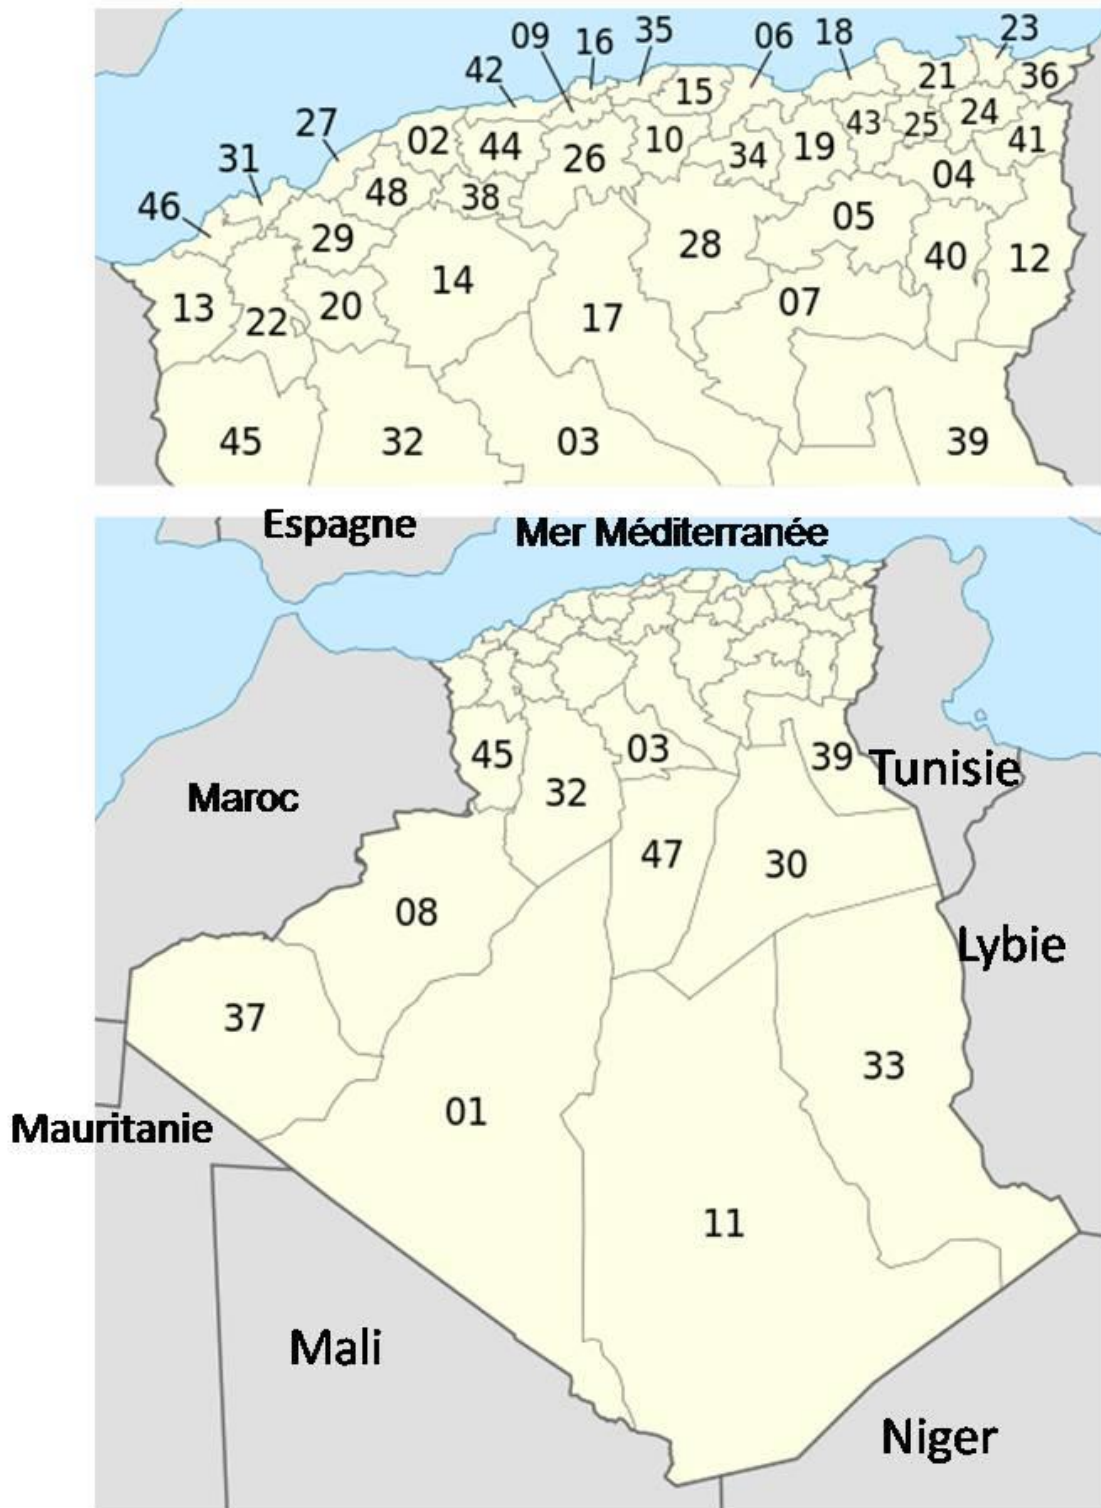 23
09 16 35 06 18
42 15 21 36
27 02 44 26 10 34 19 43 25 24 41
31 48 38 04
46 29 28 05 40 12
13 22 20 14 17 07
45 32 03 39
Espagne Mer Méditerranée
45 03 39 Tunisie
Maroc 32
47 30
08
Lybie
37
33
Mauritanie 01
11
Mali
Niger